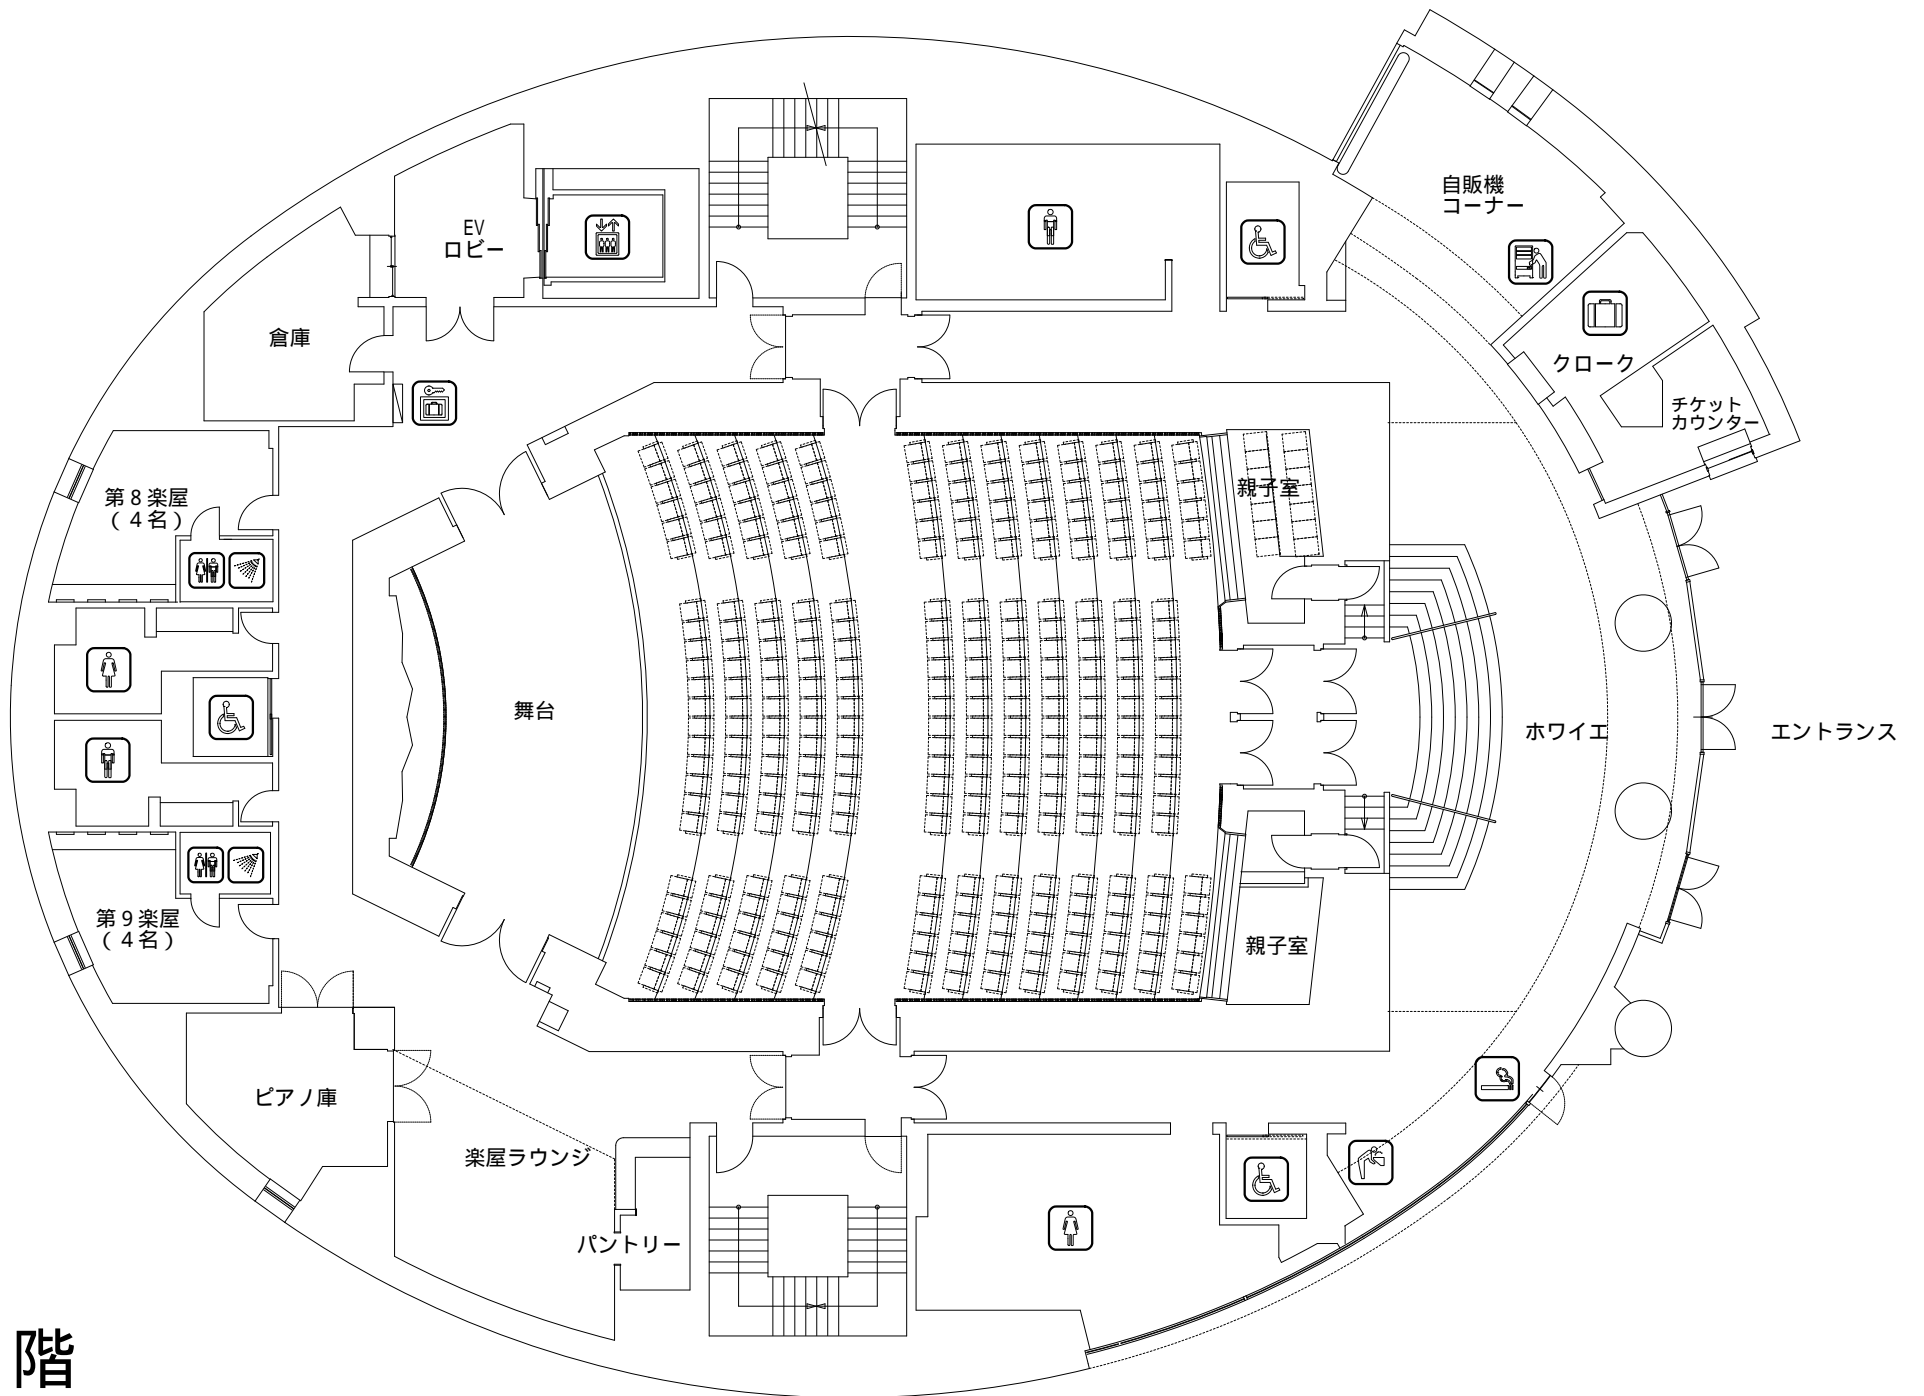 自販機
コーナー
EV
ロビー
倉庫
クローク
チケット
カウンター
親子室
第8楽屋
(4名)
舞台
ホワイエ
エントランス
第9楽屋
(4名)
親子室
ピアノ庫
楽屋ラウンジ
パントリー
階